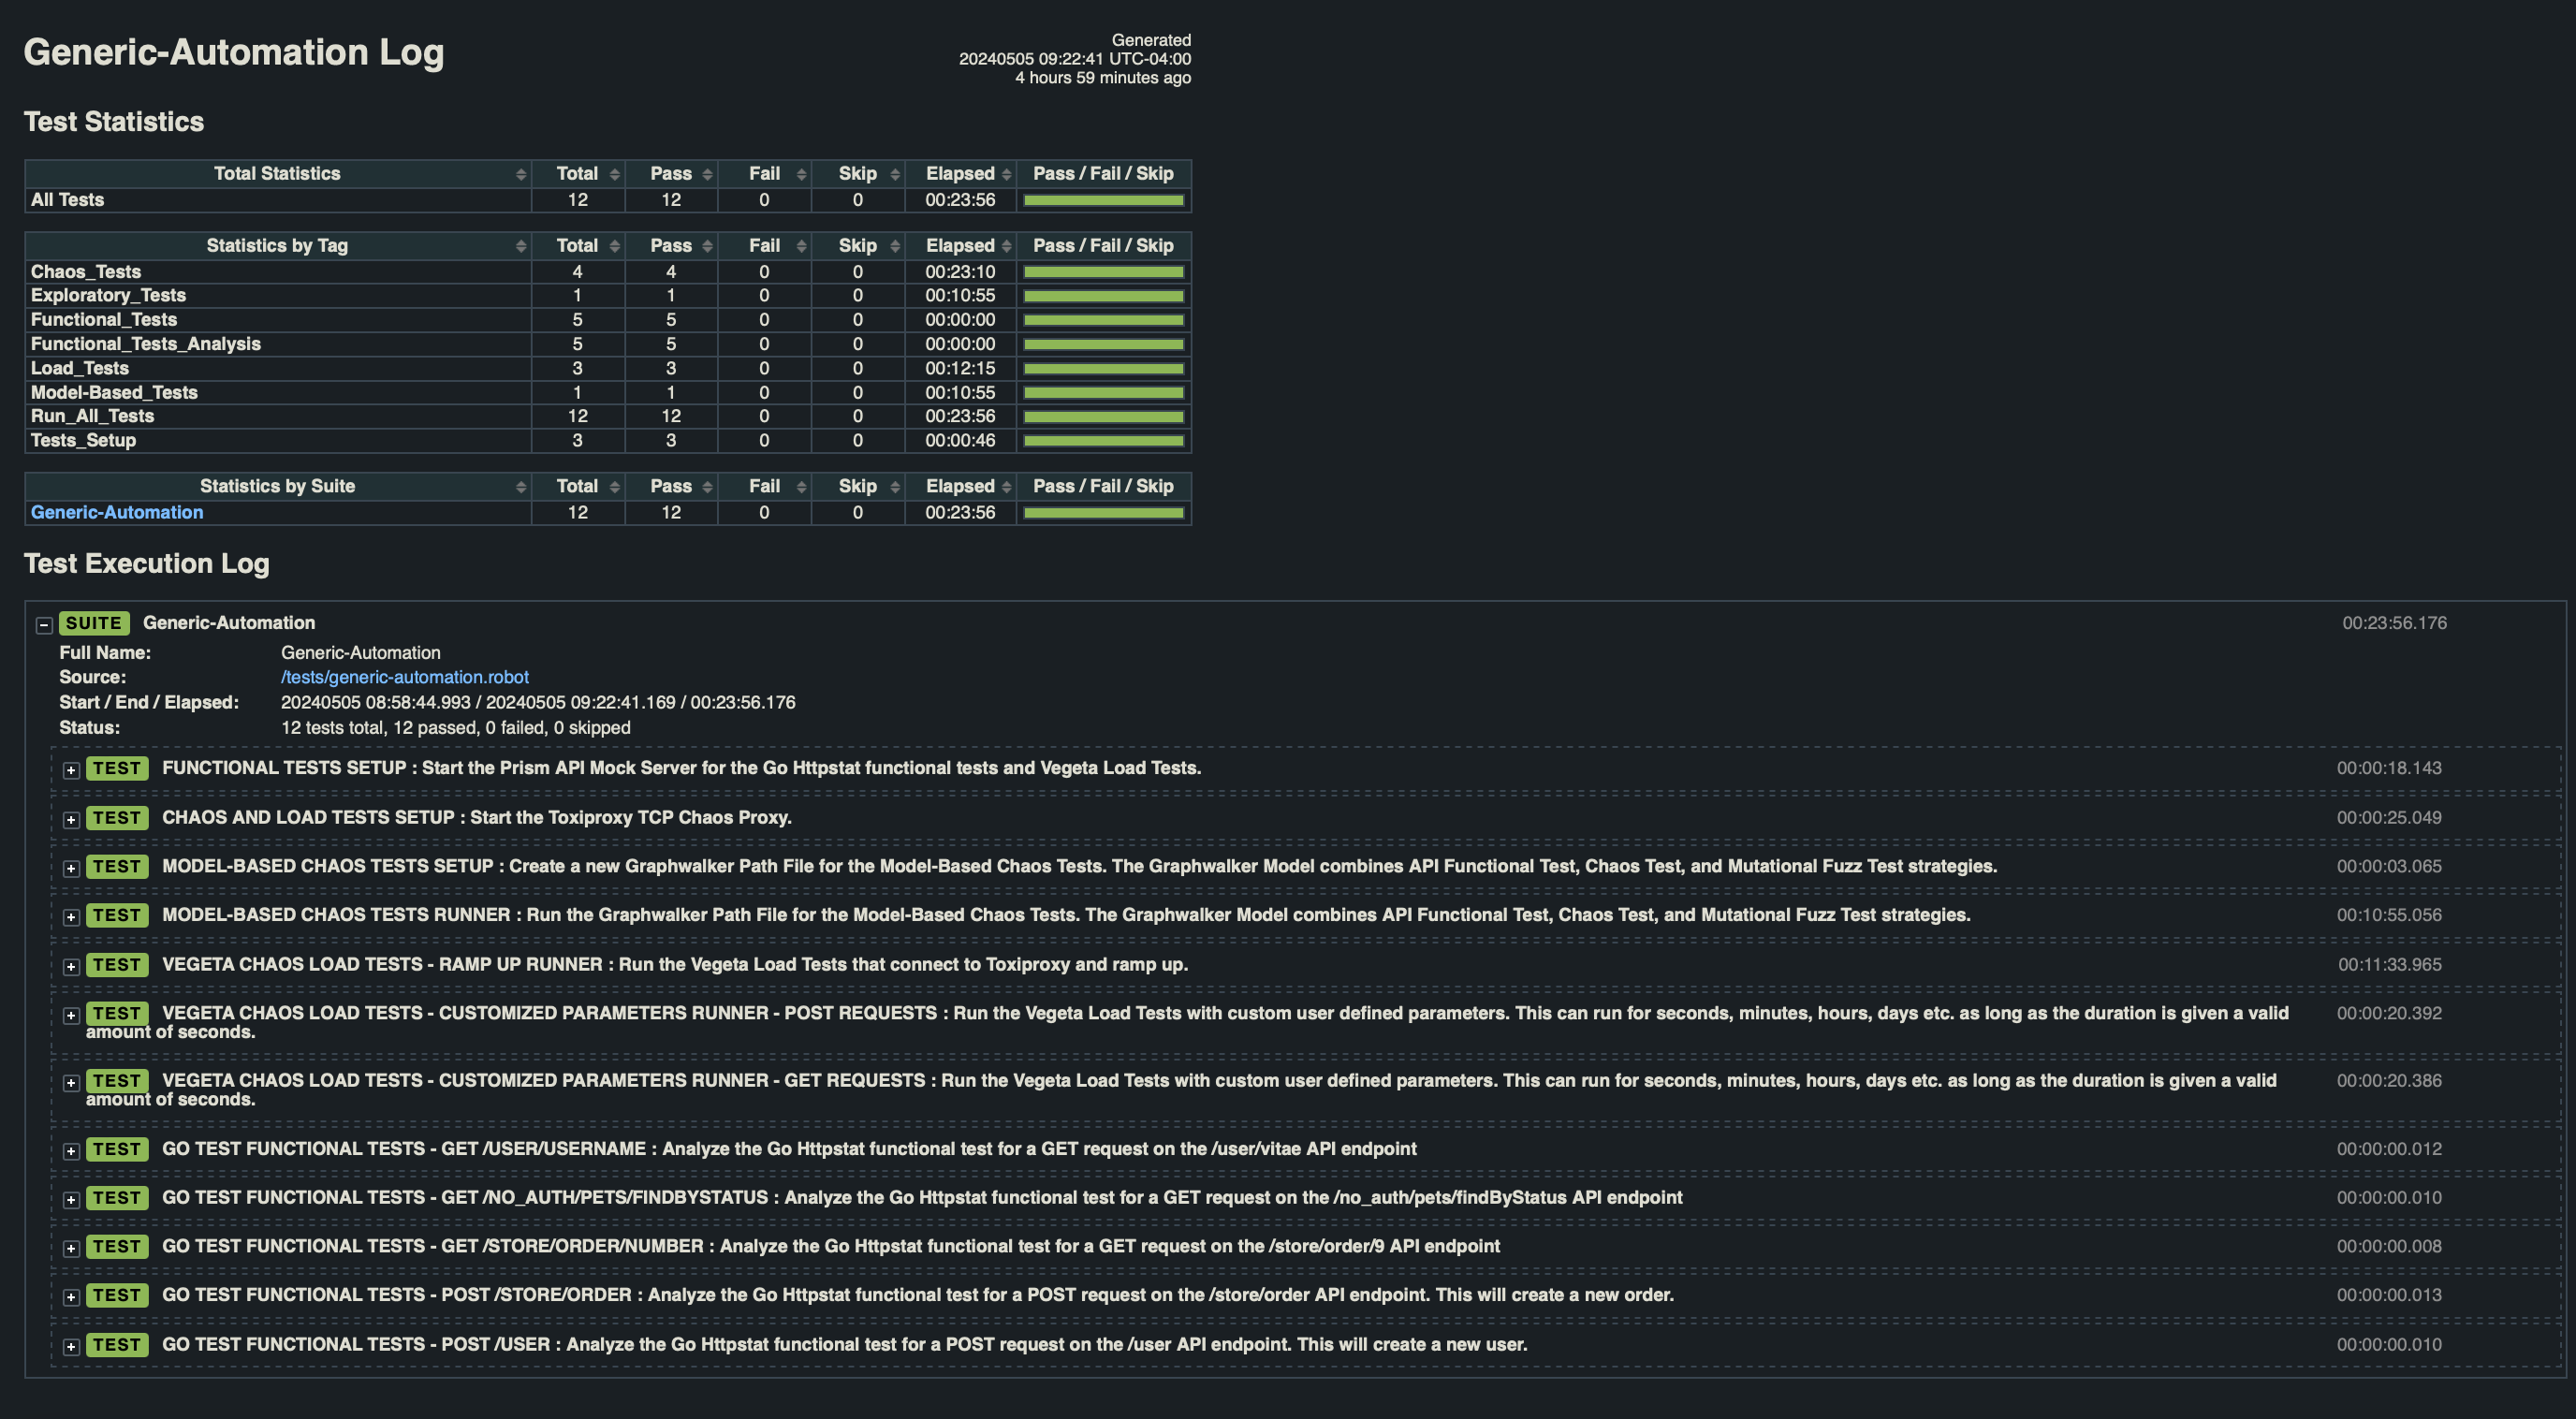 Generic-Automation Log
Generated
20240505 09:22:41 UTC-04:00
4 hours 59 minutes ago
Test Statistics
Total Statistics Total Pass Fail Skip Elapsed Pass / Fail / Skip
All Tests 12 12 0 0 00:23:56
Statistics by Tag Total Pass Fail Skip Elapsed Pass / Fail / Skip
Chaos_Tests 4 4 0 0 00:23:10
Exploratory_Tests 1 1 0 0 00:10:55
Functional_Tests 5 5 0 0 00:00:00
Functional_Tests_Analysis 5 5 0 0 00:00:00
Load_Tests 3 3 0 0 00:12:15
Model-Based_Tests 1 1 0 0 00:10:55
Run_All_Tests 12 12 0 0 00:23:56
Tests_Setup 3 3 0 0 00:00:46
Statistics by Suite Total Pass Fail Skip Elapsed Pass / Fail / Skip
Generic-Automation 12 12 0 0 00:23:56
Test Execution Log
SUITE Generic-Automation 00:23:56.176
Full Name: Generic-Automation
Source: /tests/generic-automation.robot
Start / End / Elapsed: 20240505 08:58:44.993 / 20240505 09:22:41.169 / 00:23:56.176
Status: 12 tests total, 12 passed, 0 failed, 0 skipped
TEST FUNCTIONAL TESTS SETUP : Start the Prism API Mock Server for the Go Httpstat functional tests and Vegeta Load Tests. 00:00:18.143
TEST CHAOS AND LOAD TESTS SETUP : Start the Toxiproxy TCP Chaos Proxy. 00:00:25.049
TEST MODEL-BASED CHAOS TESTS SETUP : Create a new Graphwalker Path File for the Model-Based Chaos Tests. The Graphwalker Model combines API Functional Test, Chaos Test, and Mutational Fuzz Test strategies. 00:00:03.065
TEST MODEL-BASED CHAOS TESTS RUNNER : Run the Graphwalker Path File for the Model-Based Chaos Tests. The Graphwalker Model combines API Functional Test, Chaos Test, and Mutational Fuzz Test strategies. 00:10:55.056
TEST VEGETA CHAOS LOAD TESTS - RAMP UP RUNNER : Run the Vegeta Load Tests that connect to Toxiproxy and ramp up. 00:11:33.965
TEST VEGETA CHAOS LOAD TESTS - CUSTOMIZED PARAMETERS RUNNER - POST REQUESTS : Run the Vegeta Load Tests with custom user defined parameters. This can run for seconds, minutes, hours, days etc. as long as the duration is given a valid 00:00:20.392
amount of seconds.
TEST VEGETA CHAOS LOAD TESTS - CUSTOMIZED PARAMETERS RUNNER - GET REQUESTS : Run the Vegeta Load Tests with custom user defined parameters. This can run for seconds, minutes, hours, days etc. as long as the duration is given a valid 00:00:20.386
amount of seconds.
TEST GO TEST FUNCTIONAL TESTS - GET /USER/USERNAME : Analyze the Go Httpstat functional test for a GET request on the /user/vitae API endpoint 00:00:00.012
TEST GO TEST FUNCTIONAL TESTS - GET /NO_AUTH/PETS/FINDBYSTATUS : Analyze the Go Httpstat functional test for a GET request on the /no_auth/pets/findByStatus API endpoint 00:00:00.010
TEST GO TEST FUNCTIONAL TESTS - GET /STORE/ORDER/NUMBER : Analyze the Go Httpstat functional test for a GET request on the /store/order/9 API endpoint 00:00:00.008
TEST GO TEST FUNCTIONAL TESTS - POST /STORE/ORDER : Analyze the Go Httpstat functional test for a POST request on the /store/order API endpoint. This will create a new order. 00:00:00.013
TEST GO TEST FUNCTIONAL TESTS - POST /USER : Analyze the Go Httpstat functional test for a POST request on the /user API endpoint. This will create a new user. 00:00:00.010